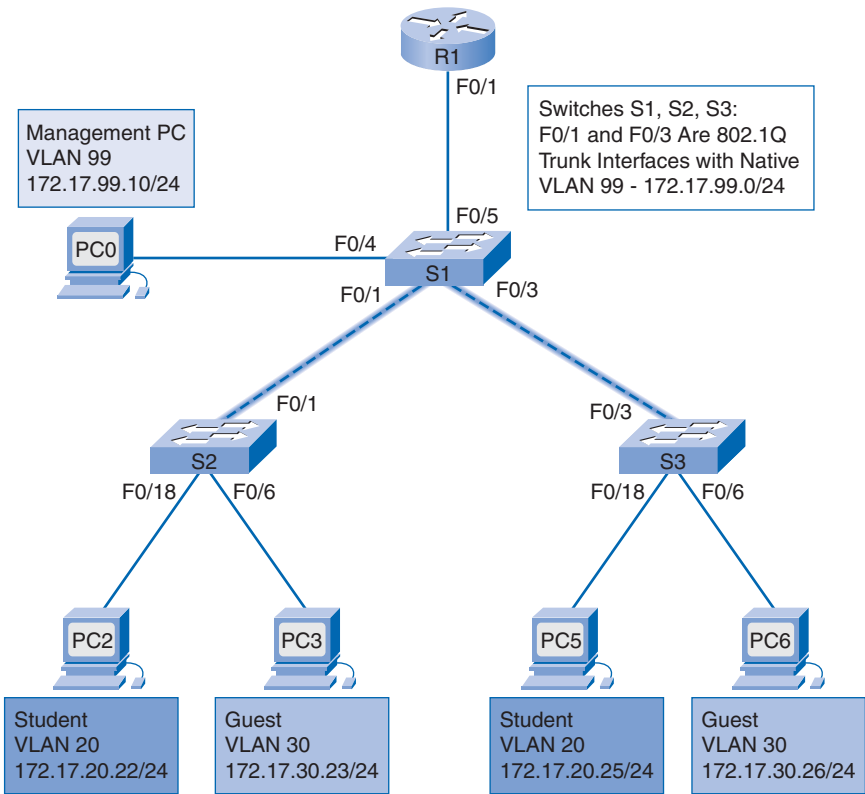 R1
F0/1
Switches S1, S2, S3:
F0/1 and F0/3 Are 802.1Q
Trunk Interfaces with Native
VLAN 99 - 172.17.99.0/24
Management PC
VLAN 99
172.17.99.10/24
PC0
F0/4
F0/5
S1
F0/1
F0/3
F0/1
F0/3
S2
S3
F0/18
F0/6
F0/18
F0/6
PC2
PC3
PC5
PC6
Student
VLAN 20
172.17.20.22/24
Guest
VLAN 30
172.17.30.23/24
Student
VLAN 20
172.17.20.25/24
Guest
VLAN 30
172.17.30.26/24